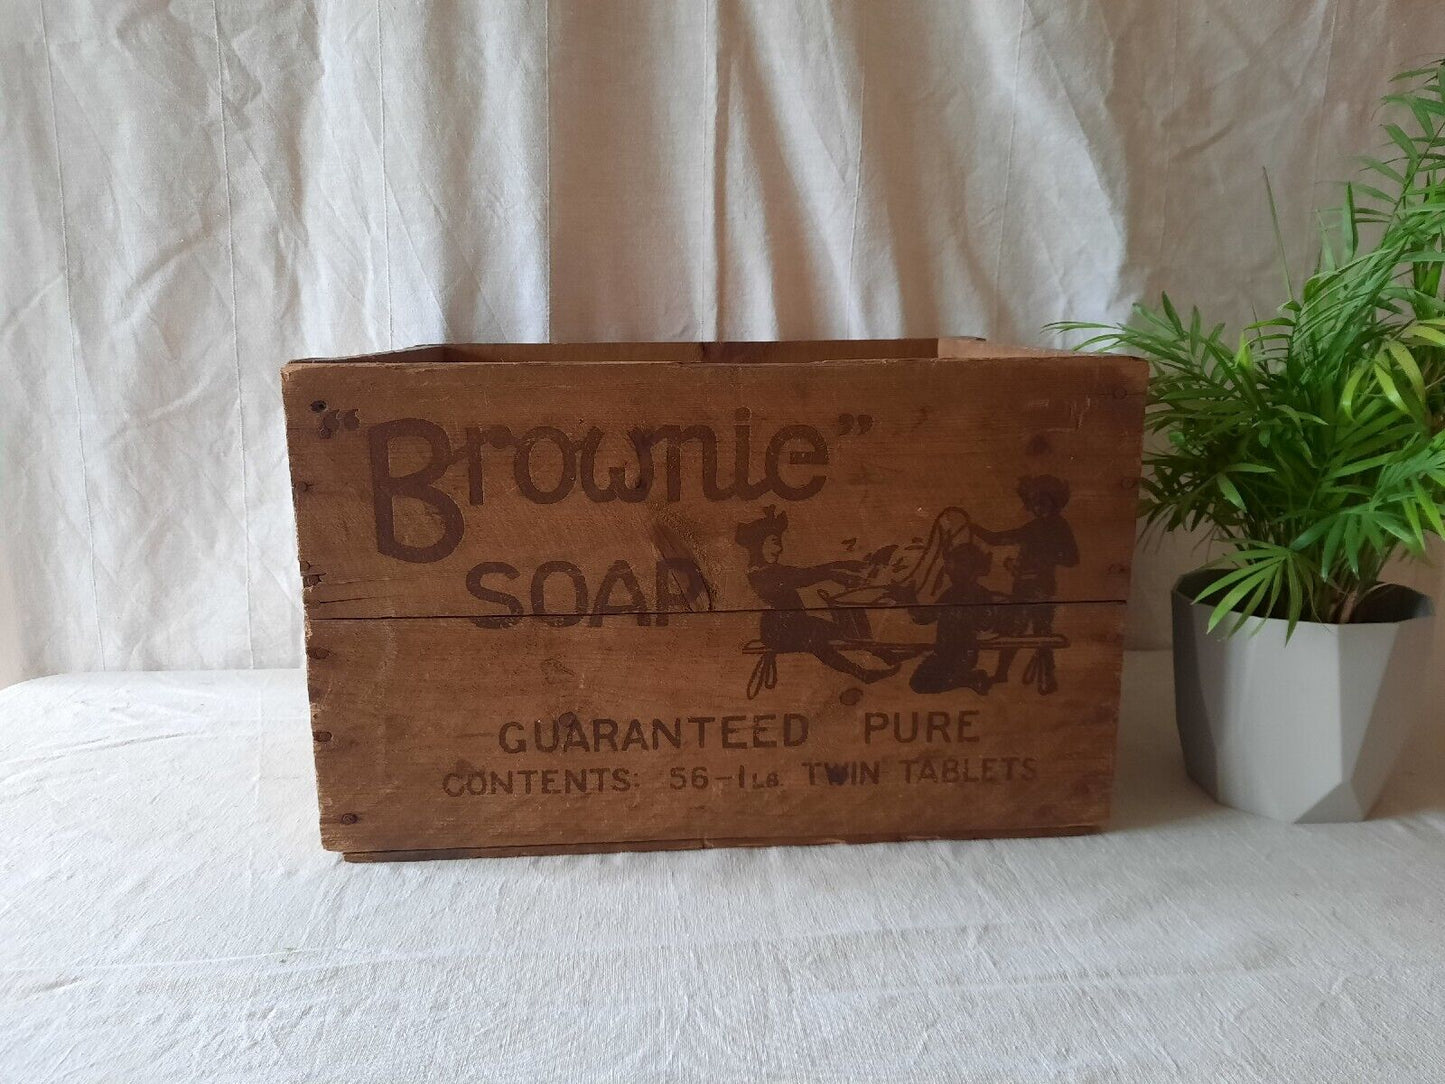 "Brownie"
SOAP
GUARANTEED PURE
CONTENTS: 56-1LB. TWIN TABLETS